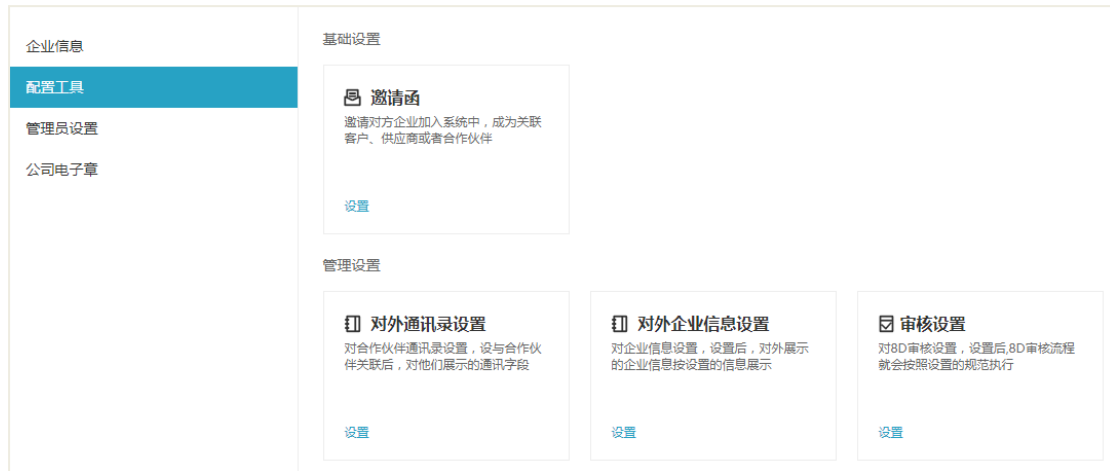 企业信息
配置工具
管理员设置
公司电子章
基础设置
邀请函
邀请对方企业加入系统中，成为关联
客户、供应商或者合作伙伴
设置
管理设置
对外通讯录设置
对合作伙伴通讯录设置，设与合作伙
伴关联后，对他们展示的通讯字段
设置
对外企业信息设置
对企业信息设置，设置后，对外展示
的企业信息按设置的信息展示
设置
审核设置
对8D审核设置，设置后,8D审核流程
就会按照设置的规范执行
设置